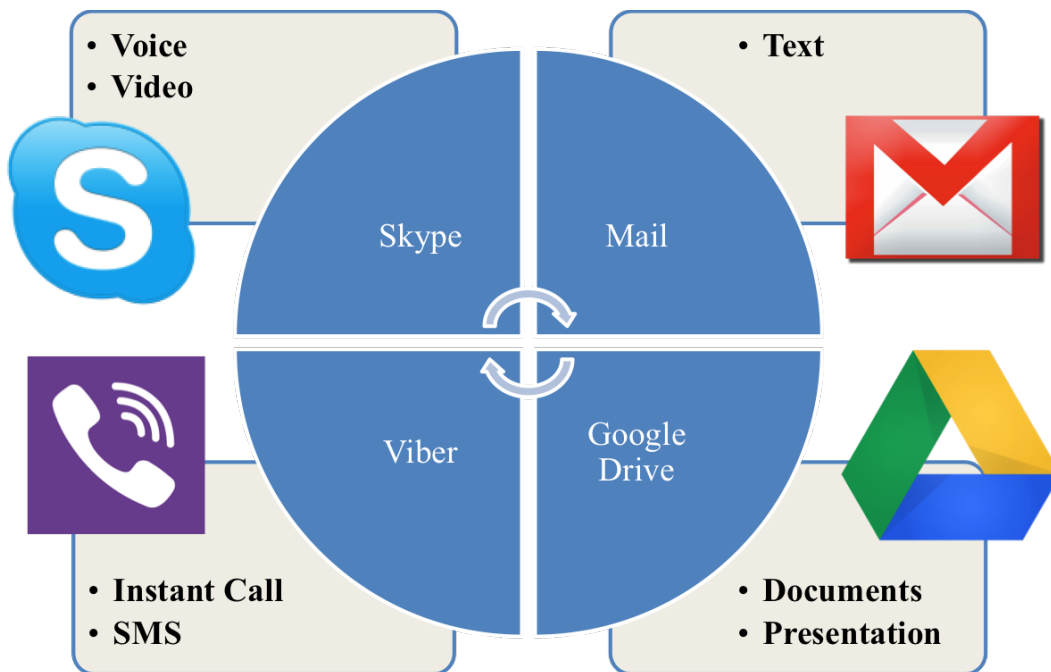 • Voice
• Video
• Text
Skype
Mail
Viber
Google
Drive
• Instant Call
• SMS
• Documents
• Presentation